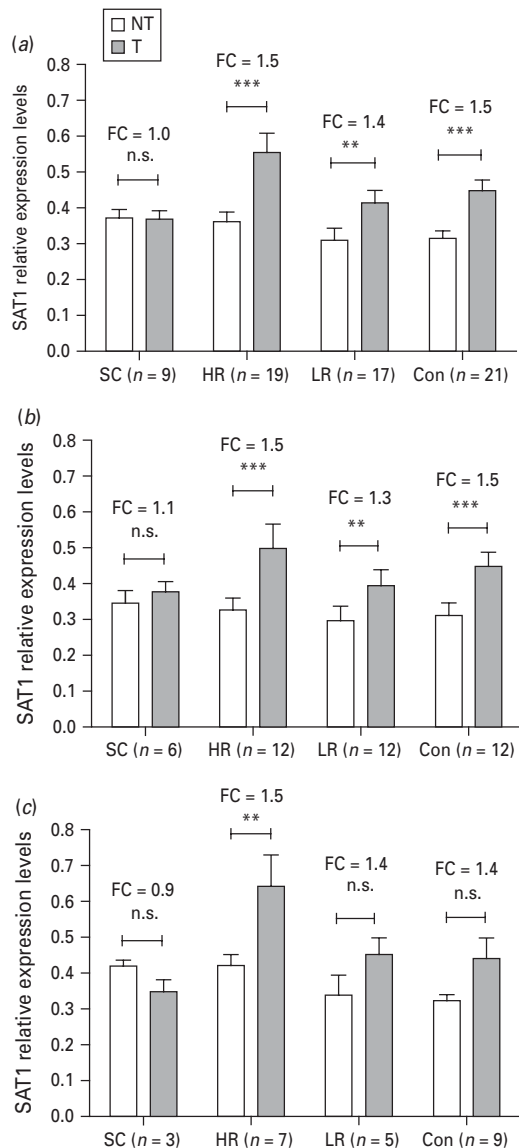 (a)
NT
T
SAT1 relative expression levels
0.8
0.7
0.6
0.5
0.4
0.3
0.2
0.1
0.0
FC = 1.0
n.s.
FC = 1.5
***
FC = 1.4
**
FC = 1.5
***
SC (n = 9) HR (n = 19) LR (n = 17) Con (n = 21)
(b)
SAT1 relative expression levels
0.8
0.7
0.6
0.5
0.4
0.3
0.2
0.1
0.0
FC = 1.1
n.s.
FC = 1.5
***
FC = 1.3
**
FC = 1.5
***
SC (n = 6) HR (n = 12) LR (n = 12) Con (n = 12)
(c)
SAT1 relative expression levels
0.8
0.7
0.6
0.5
0.4
0.3
0.2
0.1
0.0
FC = 0.9
n.s.
FC = 1.5
**
FC = 1.4
n.s.
FC = 1.4
n.s.
SC (n = 3) HR (n = 7) LR (n = 5) Con (n = 9)